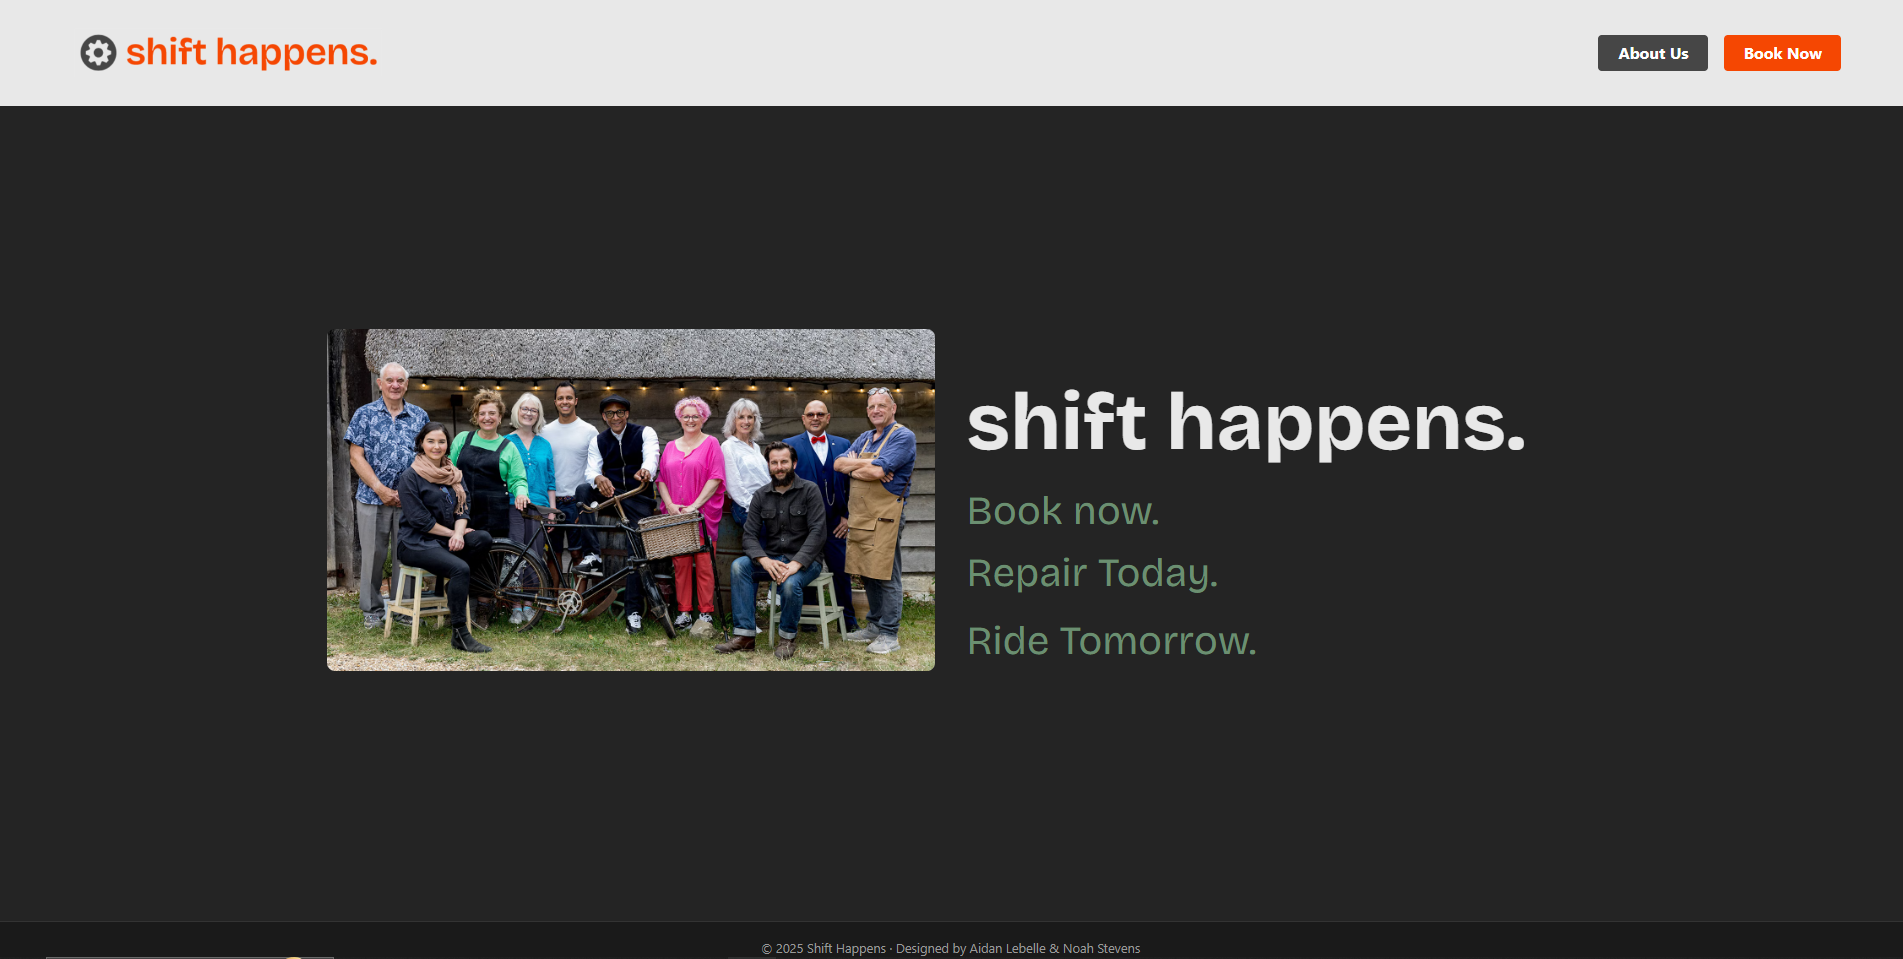 shift happens.
About Us
Book Now
shift happens.
Book now.
Repair Today.
Ride Tomorrow.
© 2025 Shift Happens · Designed by Aidan Lebelle & Noah Stevens